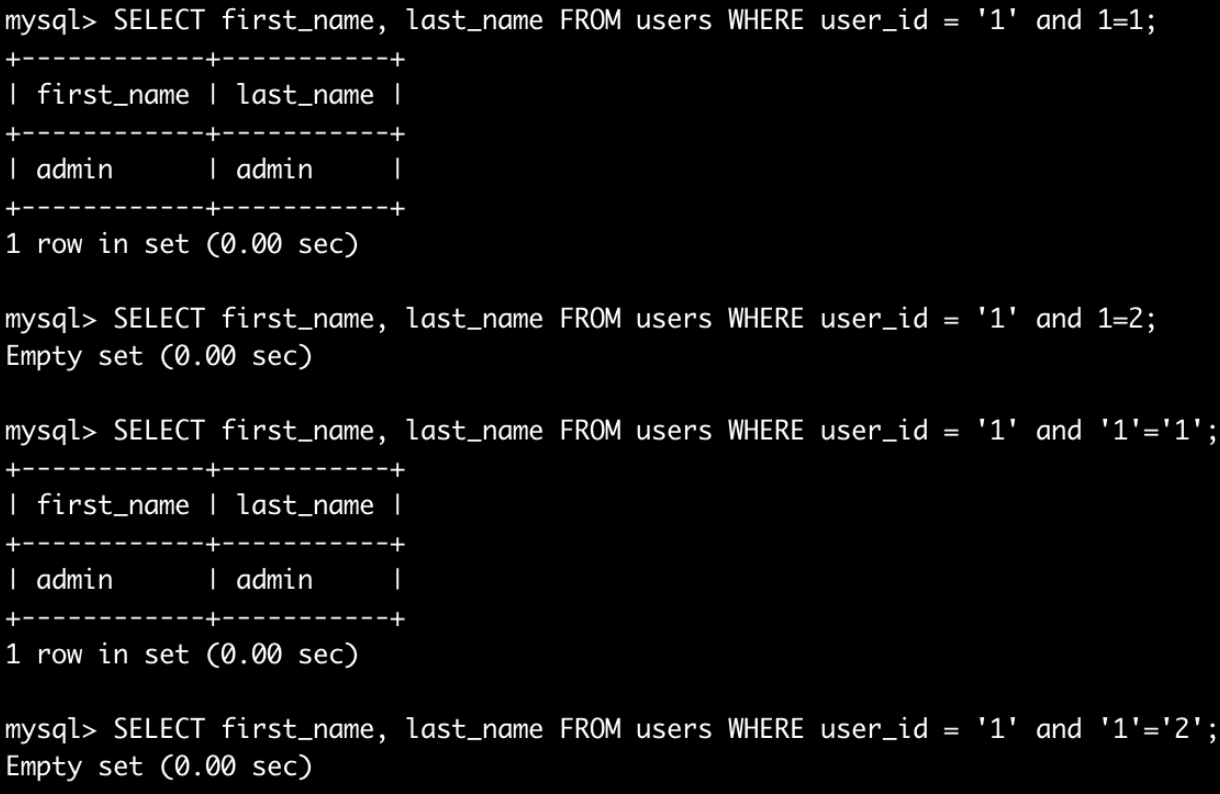 mysql> SELECT first_name, last_name FROM users WHERE user_id = '1' and 1=1;
+------------+-----------+
| first_name | last_name |
+------------+-----------+
| admin      | admin     |
+------------+-----------+
1 row in set (0.00 sec)

mysql> SELECT first_name, last_name FROM users WHERE user_id = '1' and 1=2;
Empty set (0.00 sec)

mysql> SELECT first_name, last_name FROM users WHERE user_id = '1' and '1'='1';
+------------+-----------+
| first_name | last_name |
+------------+-----------+
| admin      | admin     |
+------------+-----------+
1 row in set (0.00 sec)

mysql> SELECT first_name, last_name FROM users WHERE user_id = '1' and '1'='2';
Empty set (0.00 sec)